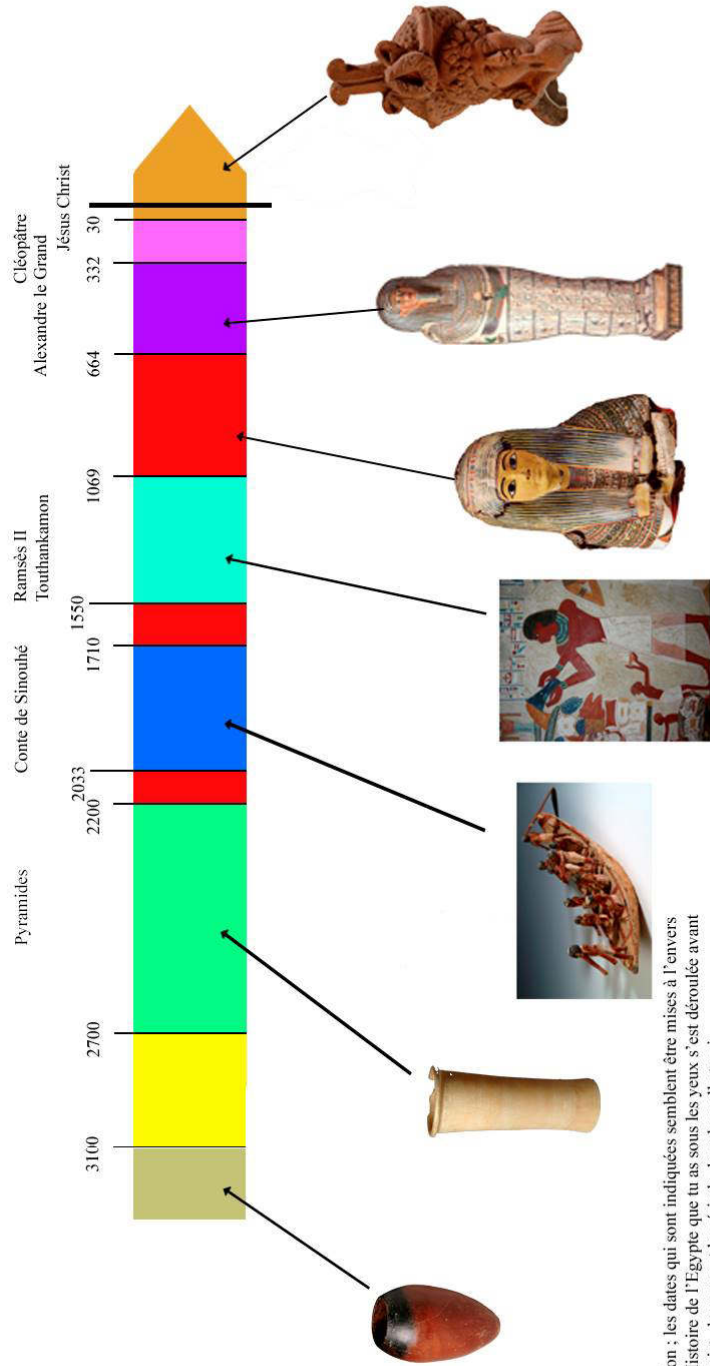 Pyramides
Conte de Sinouhé
Ramsès II
Touthankamon
Cléopâtre
Alexandre le Grand
Jésus Christ
3100
2700
2200
2033
1710
1550
1069
664
332
30
on ; les dates qui sont indiquées semblent être mises à l'envers
istoire de l'Egypte que tu as sous les yeux s'est déroulée avant